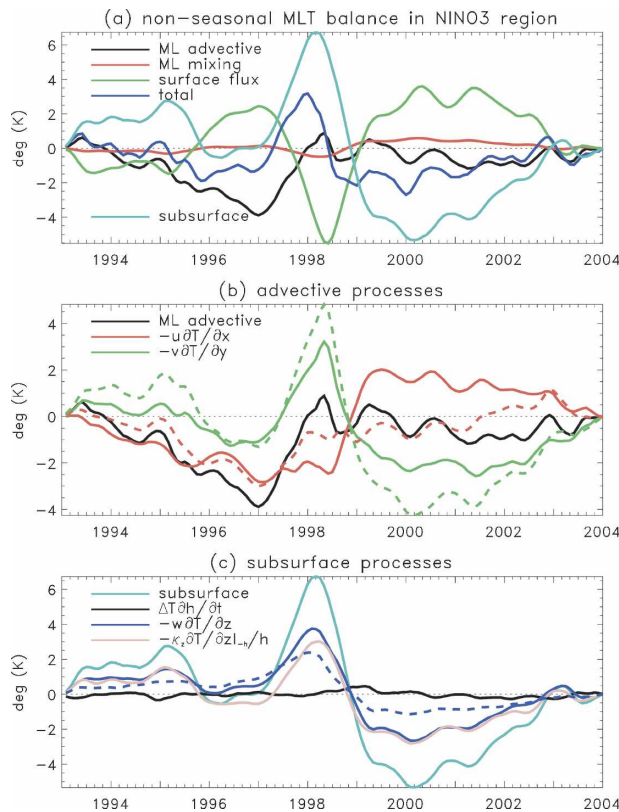 (a) non-seasonal MLT balance in NINO3 region
ML advective
ML mixing
surface flux
total
subsurface
deg (K)
6
4
2
0
-2
-4
1994 1996 1998 2000 2002 2004
(b) advective processes
ML advective
-u∂T/∂x
-v∂T/∂y
deg (K)
4
2
0
-2
-4
1994 1996 1998 2000 2002 2004
(c) subsurface processes
subsurface
ΔT∂h/∂t
-w∂T/∂z
-κ_z∂T/∂z|_-h/h
deg (K)
6
4
2
0
-2
-4
1994 1996 1998 2000 2002 2004